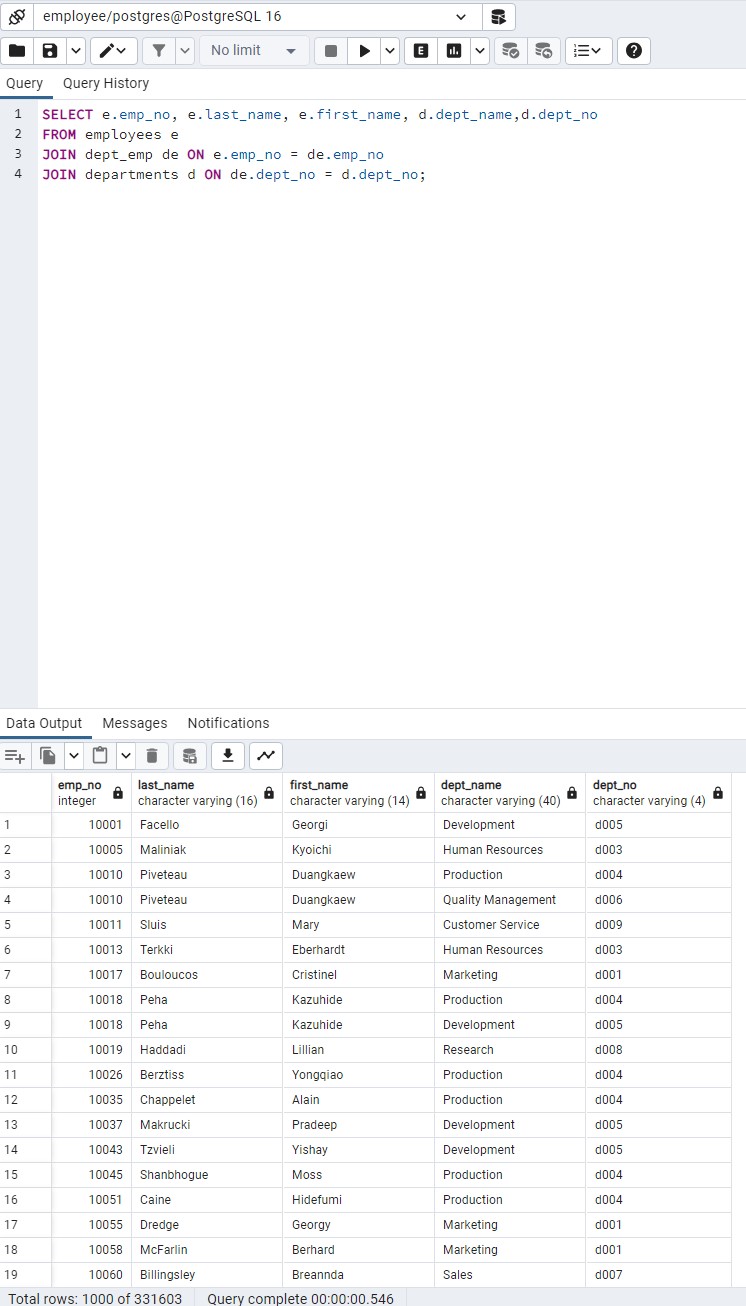 employee/postgres@PostgreSQL 16
No limit
E
Query Query History
1 SELECT e.emp_no, e.last_name, e.first_name, d.dept_name,d.dept_no
2 FROM employees e
3 JOIN dept_emp de ON e.emp_no = de.emp_no
4 JOIN departments d ON de.dept_no = d.dept_no;
Data Output Messages Notifications
emp_no last_name first_name dept_name dept_no
integer character varying (16) character varying (14) character varying (40) character varying (4)
1 10001 Facello Georgi Development d005
2 10005 Maliniak Kyoichi Human Resources d003
3 10010 Piveteau Duangkaew Production d004
4 10010 Piveteau Duangkaew Quality Management d006
5 10011 Sluis Mary Customer Service d009
6 10013 Terkki Eberhardt Human Resources d003
7 10017 Bouloucos Cristinel Marketing d001
8 10018 Peha Kazuhide Production d004
9 10018 Peha Kazuhide Development d005
10 10019 Haddadi Lillian Research d008
11 10026 Berztiss Yongqiao Production d004
12 10035 Chappelet Alain Production d004
13 10037 Makrucki Pradeep Development d005
14 10043 Tzvieli Yishay Development d005
15 10045 Shanbhogue Moss Production d004
16 10051 Caine Hidefumi Production d004
17 10055 Dredge Georgy Marketing d001
18 10058 McFarlin Berhard Marketing d001
19 10060 Billingsley Breannda Sales d007
Total rows: 1000 of 331603 Query complete 00:00:00.546